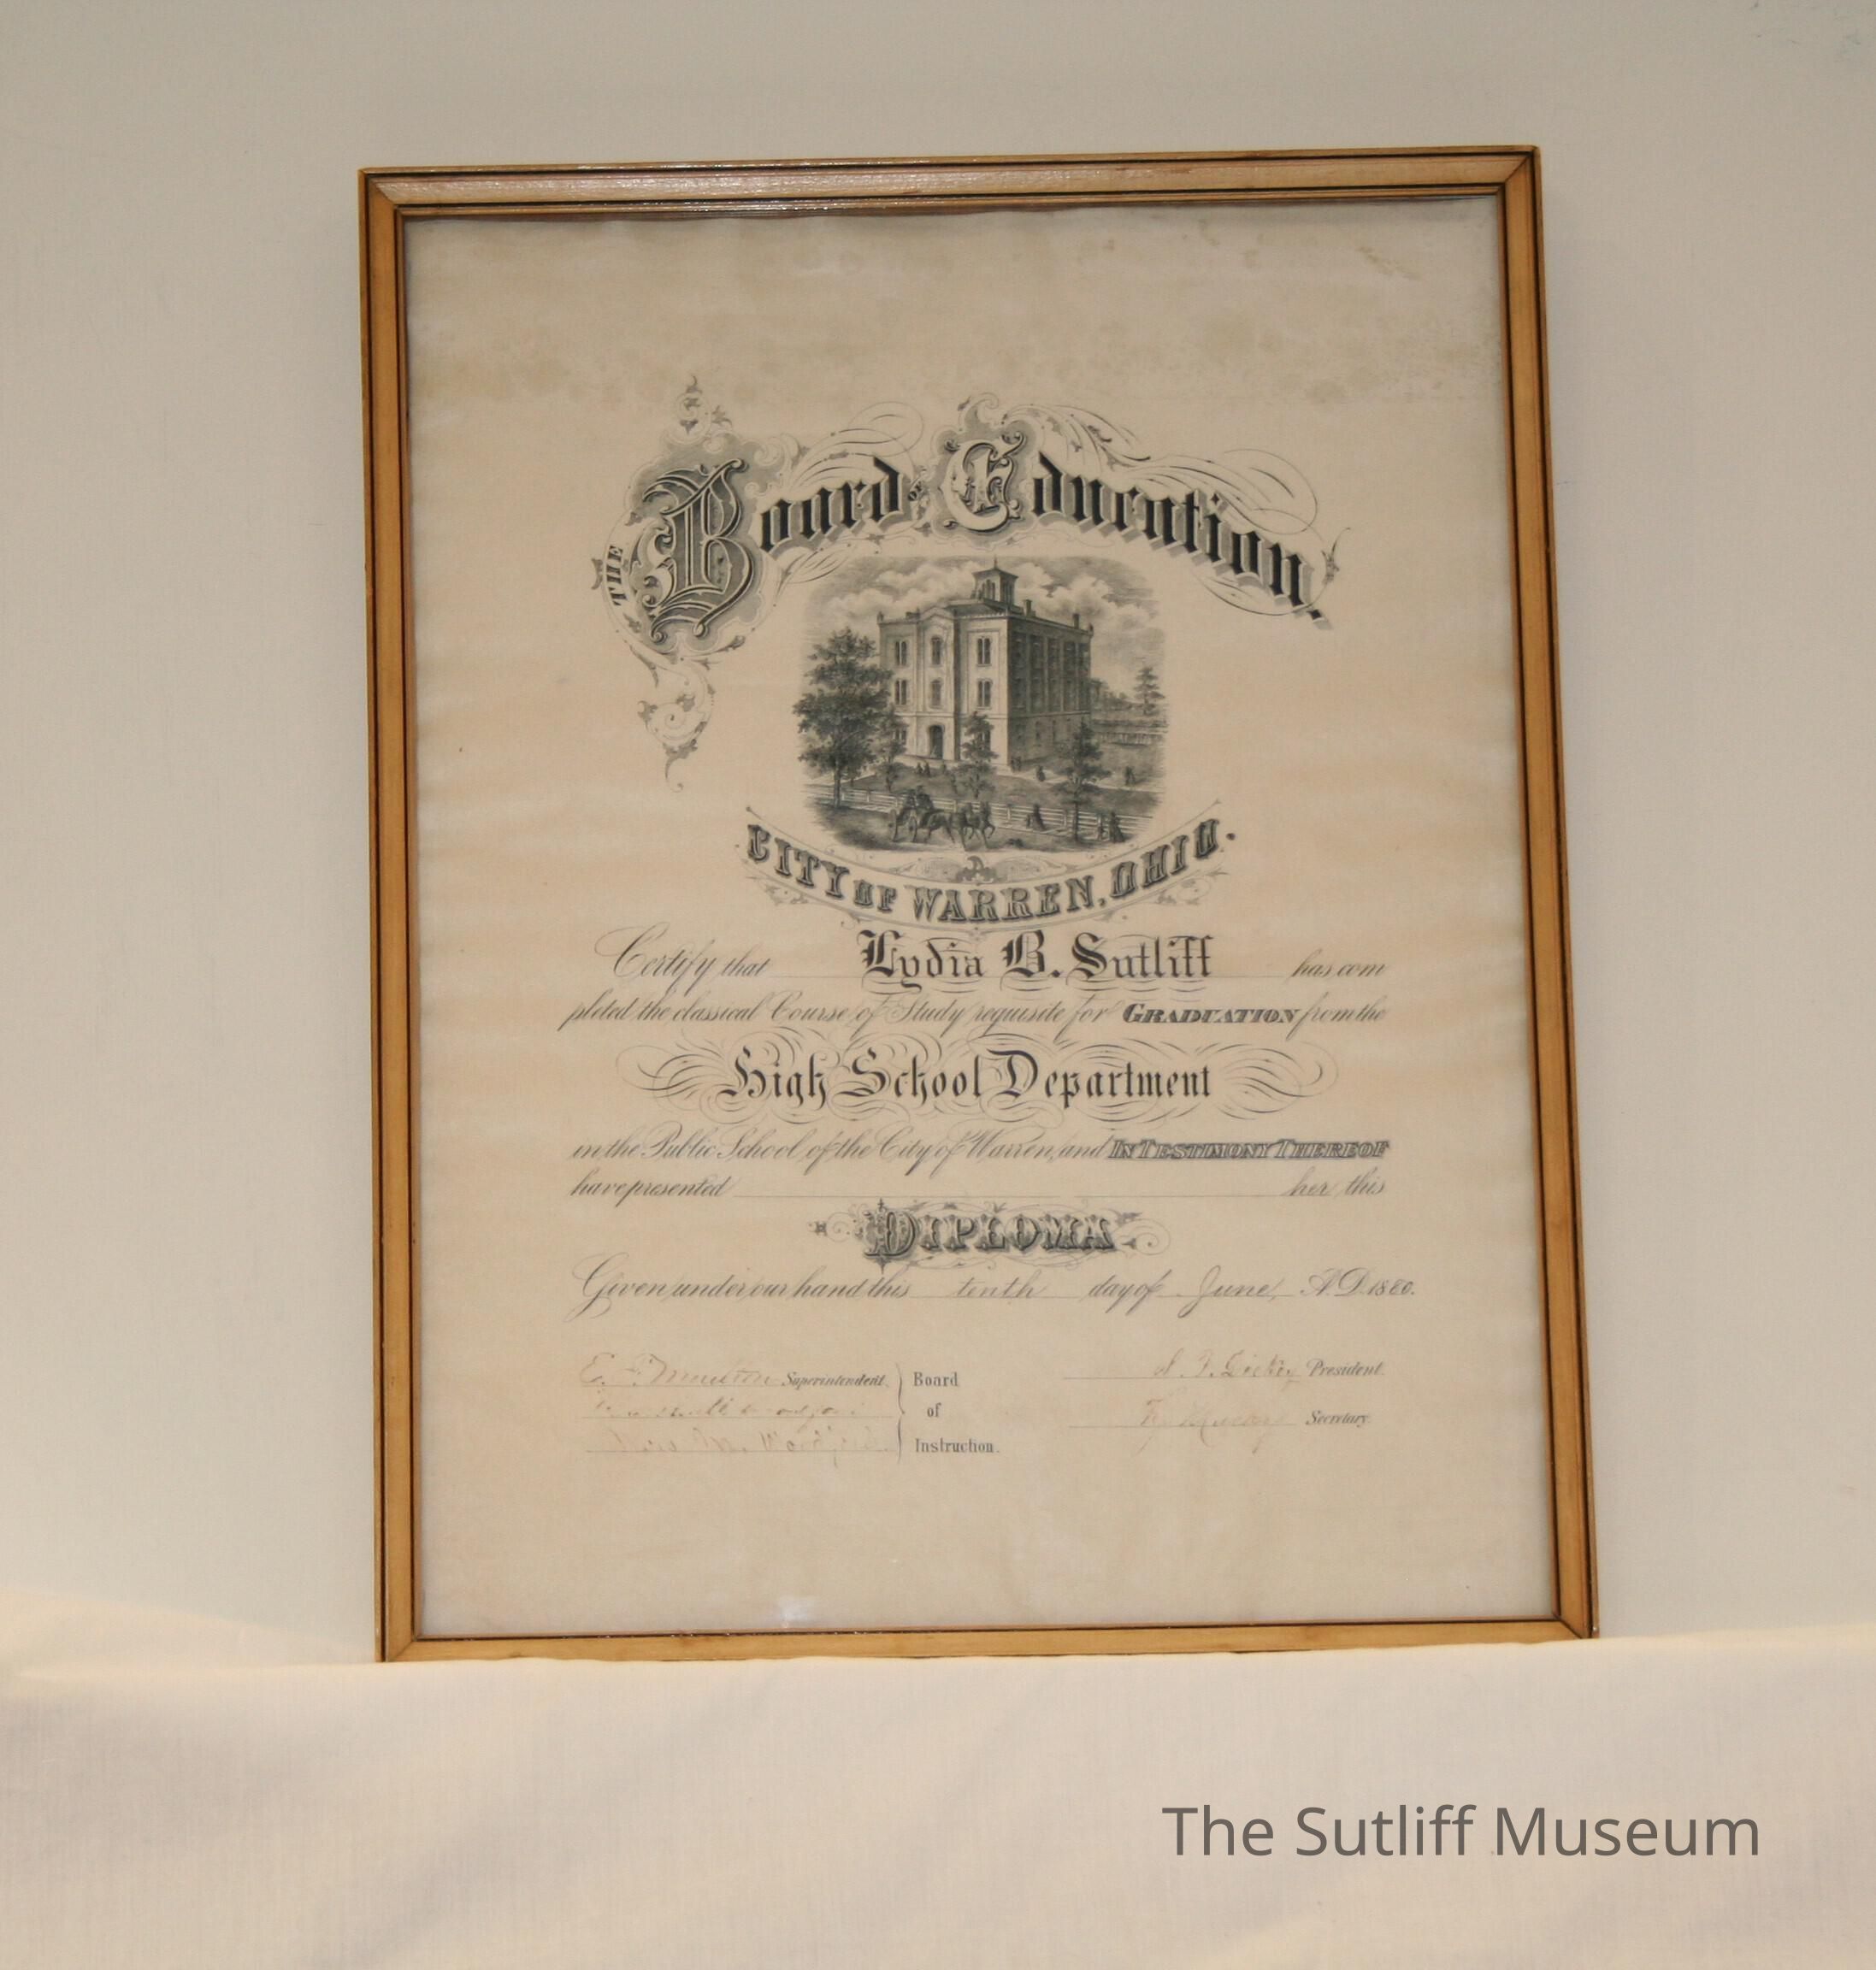 THE Board of Education.
CITY OF WARREN, OHIO.
Certify that Lydia B. Sutliff has com
pleted the classical Course of Study requisite for GRADUATION from the
High School Department
in the Public School of the City of Warren, and IN TESTIMONY THEREOF
have presented her this
DIPLOMA
Given under our hand this tenth day of June, A.D. 1880.
E. F. Moulton Superintendent. Board
of
Instruction.
President
Secretary.
The Sutliff Museum